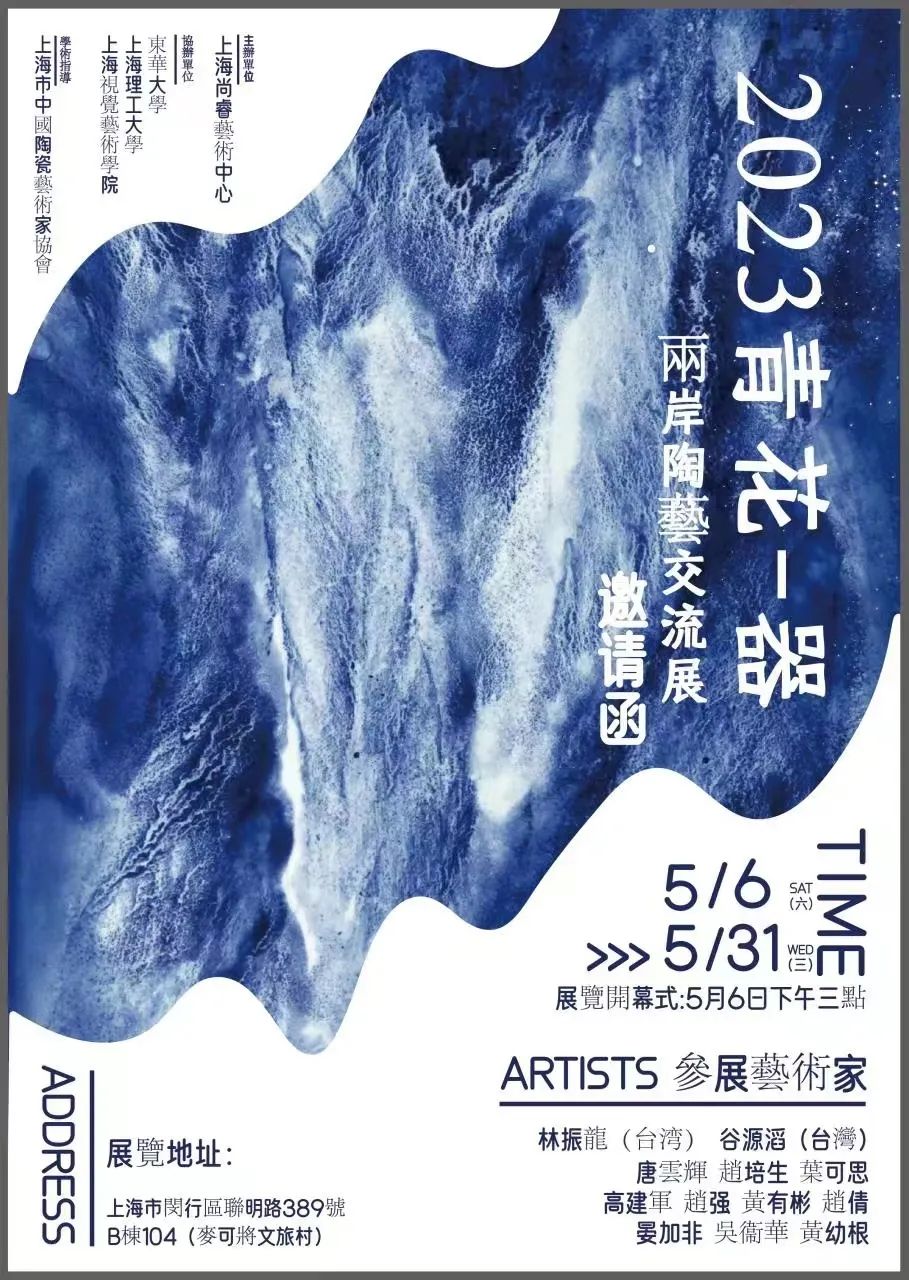 2023青花一器
兩岸陶藝交流展
邀请函
主辦單位
上海尚睿藝術中心
協辦單位
東華大學
上海理工大學
上海視覺藝術學院
學術指導
上海市中國陶瓷藝術家協會
TIME
5/6 SAT (六)
>>> 5/31 WED (三)
展覽開幕式:5月6日下午三點
ARTISTS 參展藝術家
林振龍（台湾） 谷源滔（台灣）
唐雲輝 趙培生 葉可思
高建軍 趙强 黃有彬 趙倩
晏加非 吳衞華 黃幼根
ADDRESS
展覽地址：
上海市閔行區聯明路389號
B棟104（麥可將文旅村）